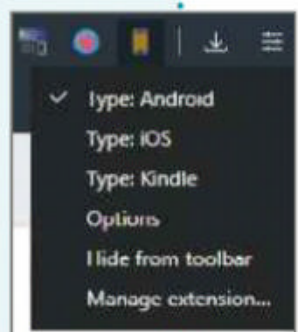 Type: Android
Type: iOS
Type: Kindle
Options
Hide from toolbar
Manage extension...